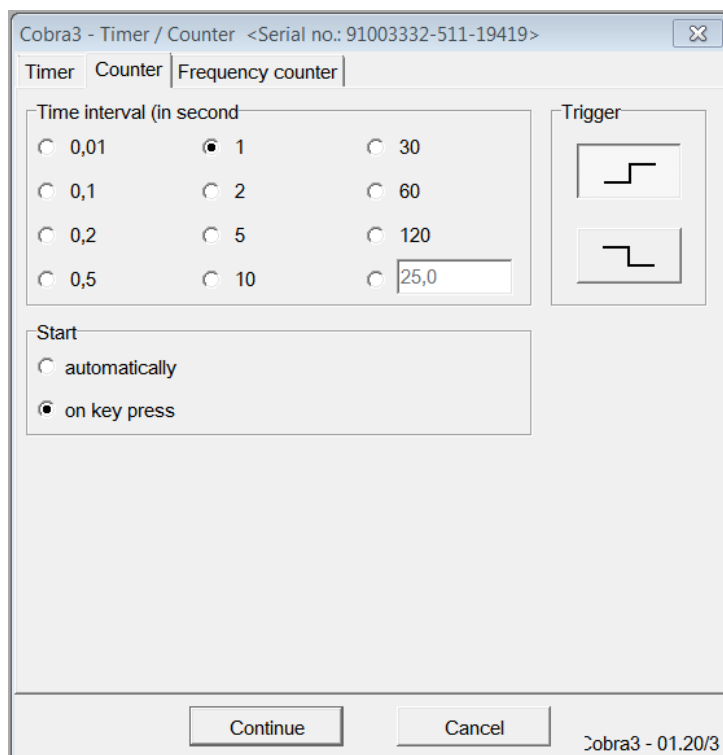 Cobra3 - Timer / Counter <Serial no.: 91003332-511-19419>
Timer Counter Frequency counter
Time interval (in second
Trigger
0,01 1 30
0,1 2 60
0,2 5 120
0,5 10 25,0
Start
automatically
on key press
Continue Cancel
Cobra3 - 01.20/3